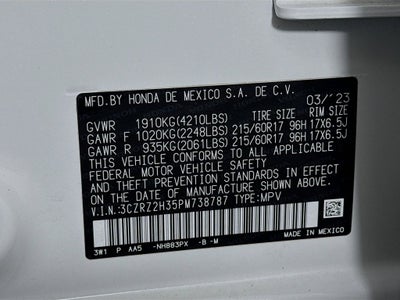 MFD.BY HONDA DE MEXICO S.A. DE C.V.
03/'23
GVWR 1910KG(4210LBS) TIRE SIZE RIM SIZE
GAWR F 1020KG(2248LBS) 215/60R17 96H 17X6.5J
GAWR R 935KG(2061LBS) 215/60R17 96H 17X6.5J
THIS VEHICLE CONFORMS TO ALL APPLICABLE
FEDERAL MOTOR VEHICLE SAFETY AND
THEFT PREVENTION STANDARDS IN EFFECT
ON THE DATE OF MANUFACTURE SHOWN ABOVE.
V.I.N.:3CZRZ2H35PM738787 TYPE:MPV
3W1 P AA5 -NH883PX -B -M
MADE IN MEXICO